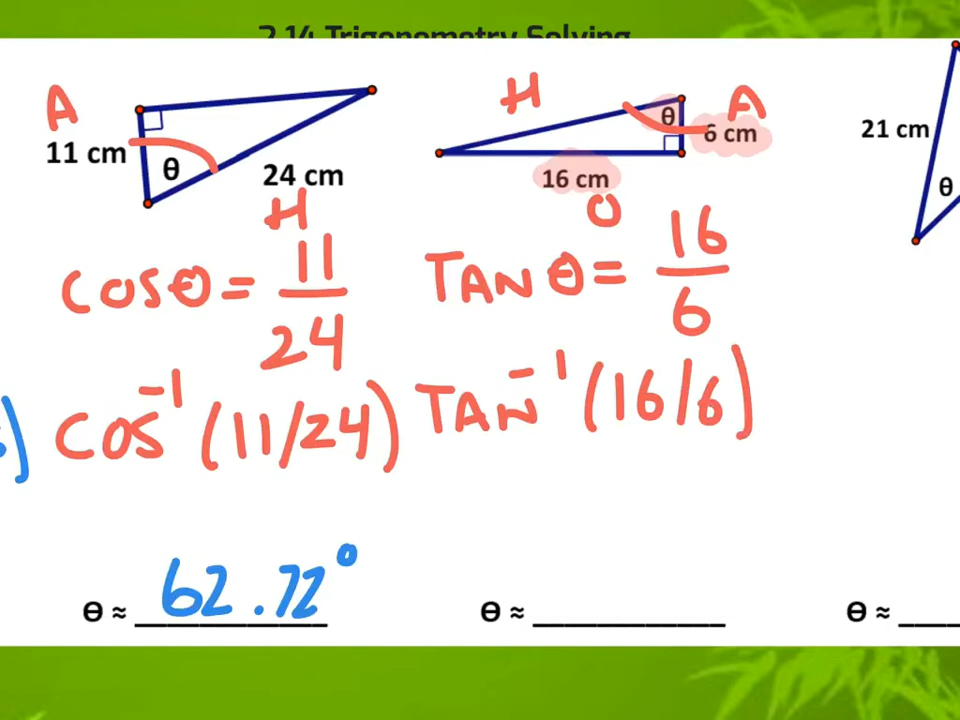 2.14 Trigonometry Solving
A
11 cm
θ
24 cm
H
cosθ = 11/24
cos⁻¹ (11/24)
θ ≈ 62.72°
H
θ
A
6 cm
16 cm
O
TAN θ = 16/6
TAN⁻¹ (16/6)
θ ≈
21 cm
θ
θ ≈
)